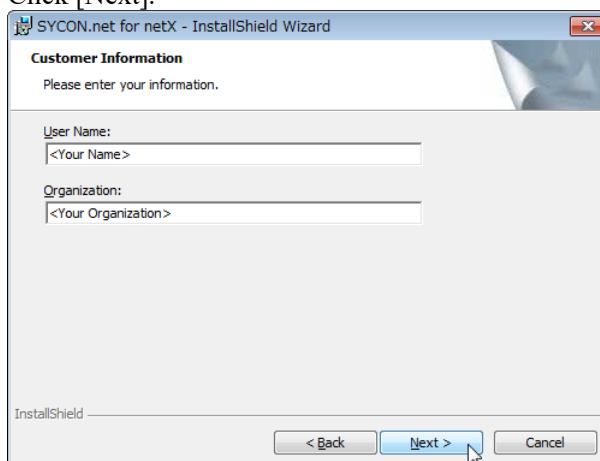 Click [Next].
SYCON.net for netX - InstallShield Wizard
Customer Information
Please enter your information.
User Name:
<Your Name>
Organization:
<Your Organization>
InstallShield
< Back Next > Cancel